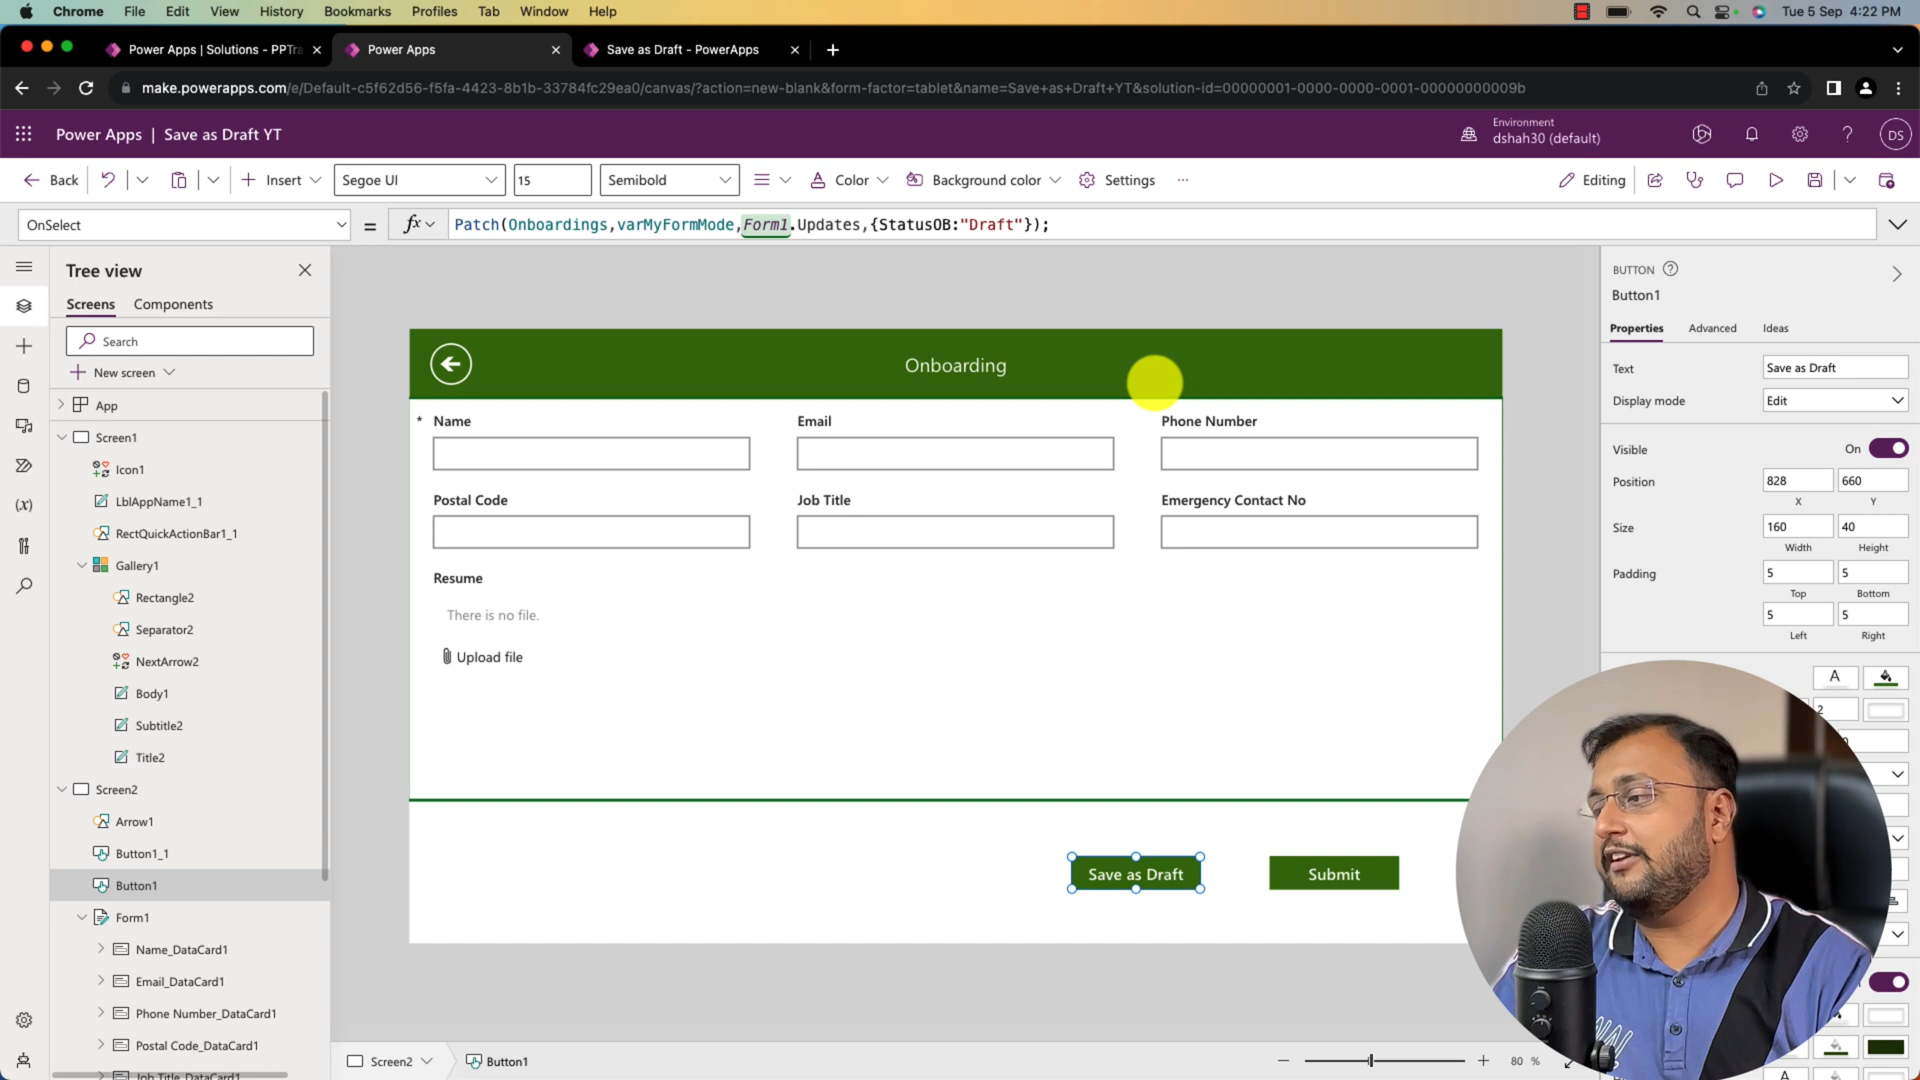 Chrome File Edit View History Bookmarks Profiles Tab Window Help Tue 5 Sep 4:22 PM
Power Apps | Solutions - PPTra Power Apps Save as Draft - PowerApps
make.powerapps.com/e/Default-c5f62d56-f5fa-4423-8b1b-33784fc29ea0/canvas/?action=new-blank&form-factor=tablet&name=Save+as+Draft+YT&solution-id=00000001-0000-0000-0001-00000000009b
Power Apps | Save as Draft YT
Environment
dshah30 (default)
DS
Back Insert Segoe UI 15 Semibold Color Background color Settings ... Editing
OnSelect = fx Patch(Onboardings,varMyFormMode,Form1.Updates,{StatusOB:"Draft"});
Tree view
Screens Components
Search
New screen
App
Screen1
Icon1
LblAppName1_1
RectQuickActionBar1_1
Gallery1
Rectangle2
Separator2
NextArrow2
Body1
Subtitle2
Title2
Screen2
Arrow1
Button1_1
Button1
Form1
Name_DataCard1
Email_DataCard1
Phone Number_DataCard1
Postal Code_DataCard1
Job Title_DataCard1
Onboarding
* Name Email Phone Number
Postal Code Job Title Emergency Contact No
Resume
There is no file.
Upload file
Save as Draft Submit
Screen2 Button1 80 %
BUTTON
Button1
Properties Advanced Ideas
Text Save as Draft
Display mode Edit
Visible On
Position 828 660
X Y
Size 160 40
Width Height
Padding 5 5
Top Bottom
5 5
Left Right
A
2
A